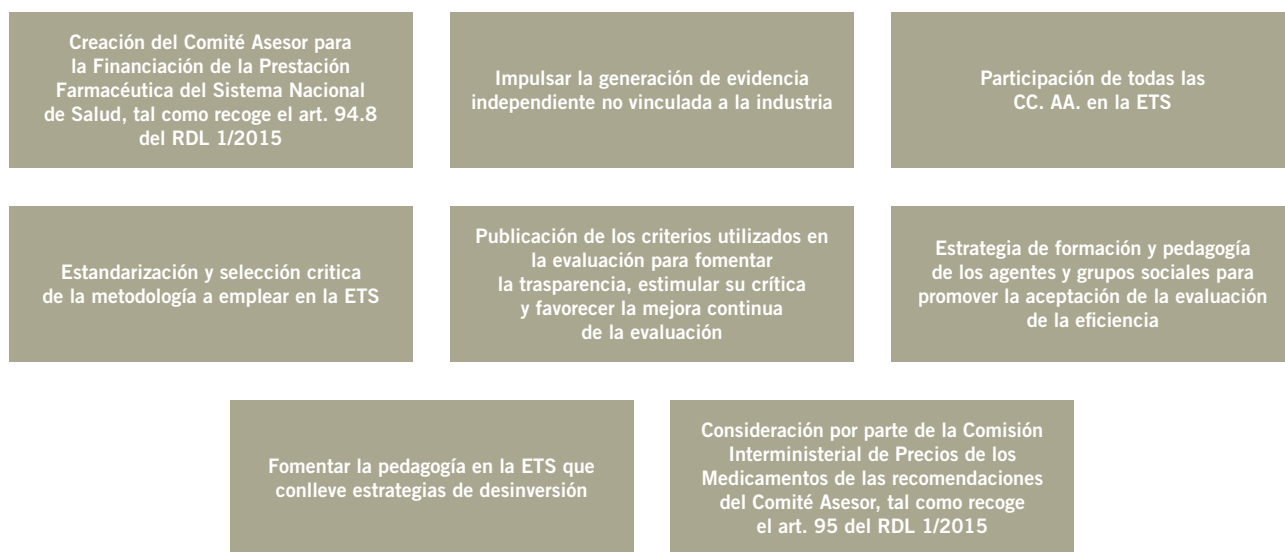 Creación del Comité Asesor para
la Financiación de la Prestación
Farmacéutica del Sistema Nacional
de Salud, tal como recoge el art. 94.8
del RDL 1/2015
Impulsar la generación de evidencia
independiente no vinculada a la industria
Participación de todas las
CC. AA. en la ETS
Estandarización y selección critica
de la metodología a emplear en la ETS
Publicación de los criterios utilizados en
la evaluación para fomentar
la trasparencia, estimular su crítica
y favorecer la mejora continua
de la evaluación
Estrategia de formación y pedagogía
de los agentes y grupos sociales para
promover la aceptación de la evaluación
de la eficiencia
Fomentar la pedagogía en la ETS que
conlleve estrategias de desinversión
Consideración por parte de la Comisión
Interministerial de Precios de los
Medicamentos de las recomendaciones
del Comité Asesor, tal como recoge
el art. 95 del RDL 1/2015